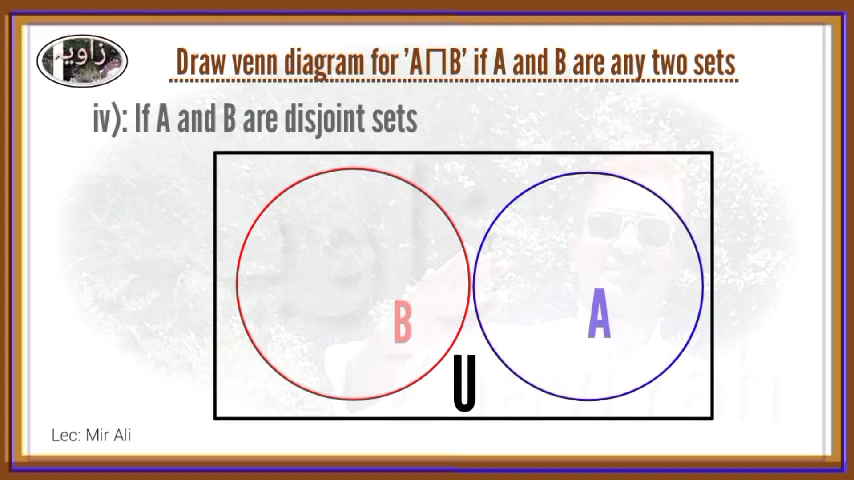 زاویہ
Draw venn diagram for 'A⊓B' if A and B are any two sets
iv): If A and B are disjoint sets
B
A
U
Lec: Mir Ali